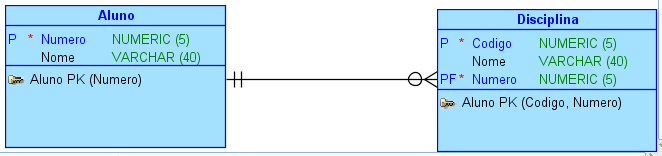 Aluno
P * Numero NUMERIC (5)
Nome VARCHAR (40)
Aluno PK (Numero)
Disciplina
P * Codigo NUMERIC (5)
Nome VARCHAR (40)
PF * Numero NUMERIC (5)
Aluno PK (Codigo, Numero)